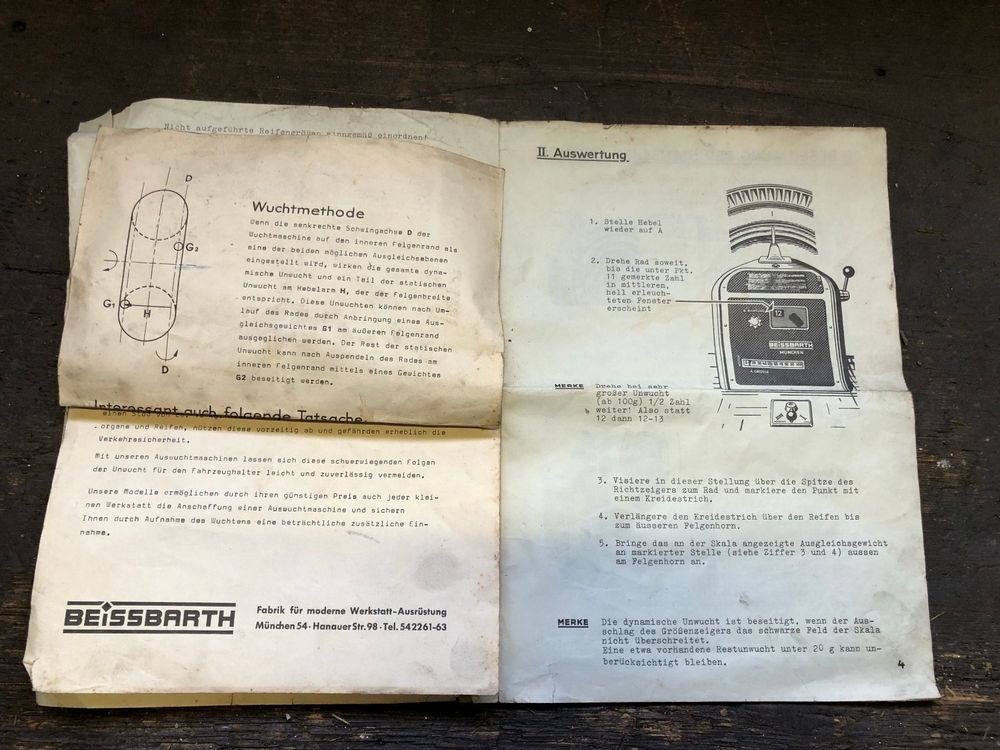 Nicht aufgeführte Reifengrößen sinngemäß einordnen!
D
G2
G1
H
D
Wuchtmethode
Wenn die senkrechte Schwingachse D der
Wuchtmaschine auf den inneren Felgenrand als
eine der beiden möglichen Ausgleichsebenen
eingestellt wird, wirken die gesamte dyna-
mische Unwucht und ein Teil der statischen
Unwucht am Hebelarm H, der der Felgenbreite
entspricht. Diese Unwuchten können nach Um-
lauf des Rades durch Anbringung eines Aus-
gleichsgewichtes G1 am äußeren Felgenrand
ausgeglichen werden. Der Rest der statischen
Unwucht kann nach Auspendeln des Rades am
inneren Felgenrand mittels eines Gewichtes
G2 beseitigt werden.
Interessant auch folgende Tatsache
organe und Reifen, nützen diese vorzeitig ab und gefährden erheblich die
Verkehrssicherheit.
Mit unseren Auswuchtmaschinen lassen sich diese schwerwiegenden Folgen
der Unwucht für den Fahrzeughalter leicht und zuverlässig vermeiden.
Unsere Modelle ermöglichen durch ihren günstigen Preis auch jeder klei-
nen Werkstatt die Anschaffung einer Auswuchtmaschine und sichern
Ihnen durch Aufnahme des Wuchtens eine beträchtliche zusätzliche Ein-
nahme.
BEISSBARTH
Fabrik für moderne Werkstatt-Ausrüstung
München 54 · Hanauer Str. 98 · Tel. 542261-63
II. Auswertung
1. Stelle Hebel
wieder auf A
2. Drehe Rad soweit,
bis die unter Pkt.
11 gemerkte Zahl
in mittlerem,
hell erleuch-
teten Fenster
erscheint
12
BEISSBARTH
MÜNCHEN
MERKE
Drehe bei sehr
großer Unwucht
(ab 100g) 1/2 Zahl
weiter! Also statt
12 dann 12-13
3. Visiere in dieser Stellung über die Spitze des
Richtzeigers zum Rad und markiere den Punkt mit
einem Kreidestrich.
4. Verlängere den Kreidestrich über den Reifen bis
zum äusseren Felgenhorn.
5. Bringe das an der Skala angezeigte Ausgleichsgewicht
an markierter Stelle (siehe Ziffer 3 und 4) aussen
am Felgenhorn an.
MERKE
Die dynamische Unwucht ist beseitigt, wenn der Aus-
schlag des Größenzeigers das schwarze Feld der Skala
nicht überschreitet.
Eine etwa vorhandene Restunwucht unter 20 g kann un-
berücksichtigt bleiben.
4